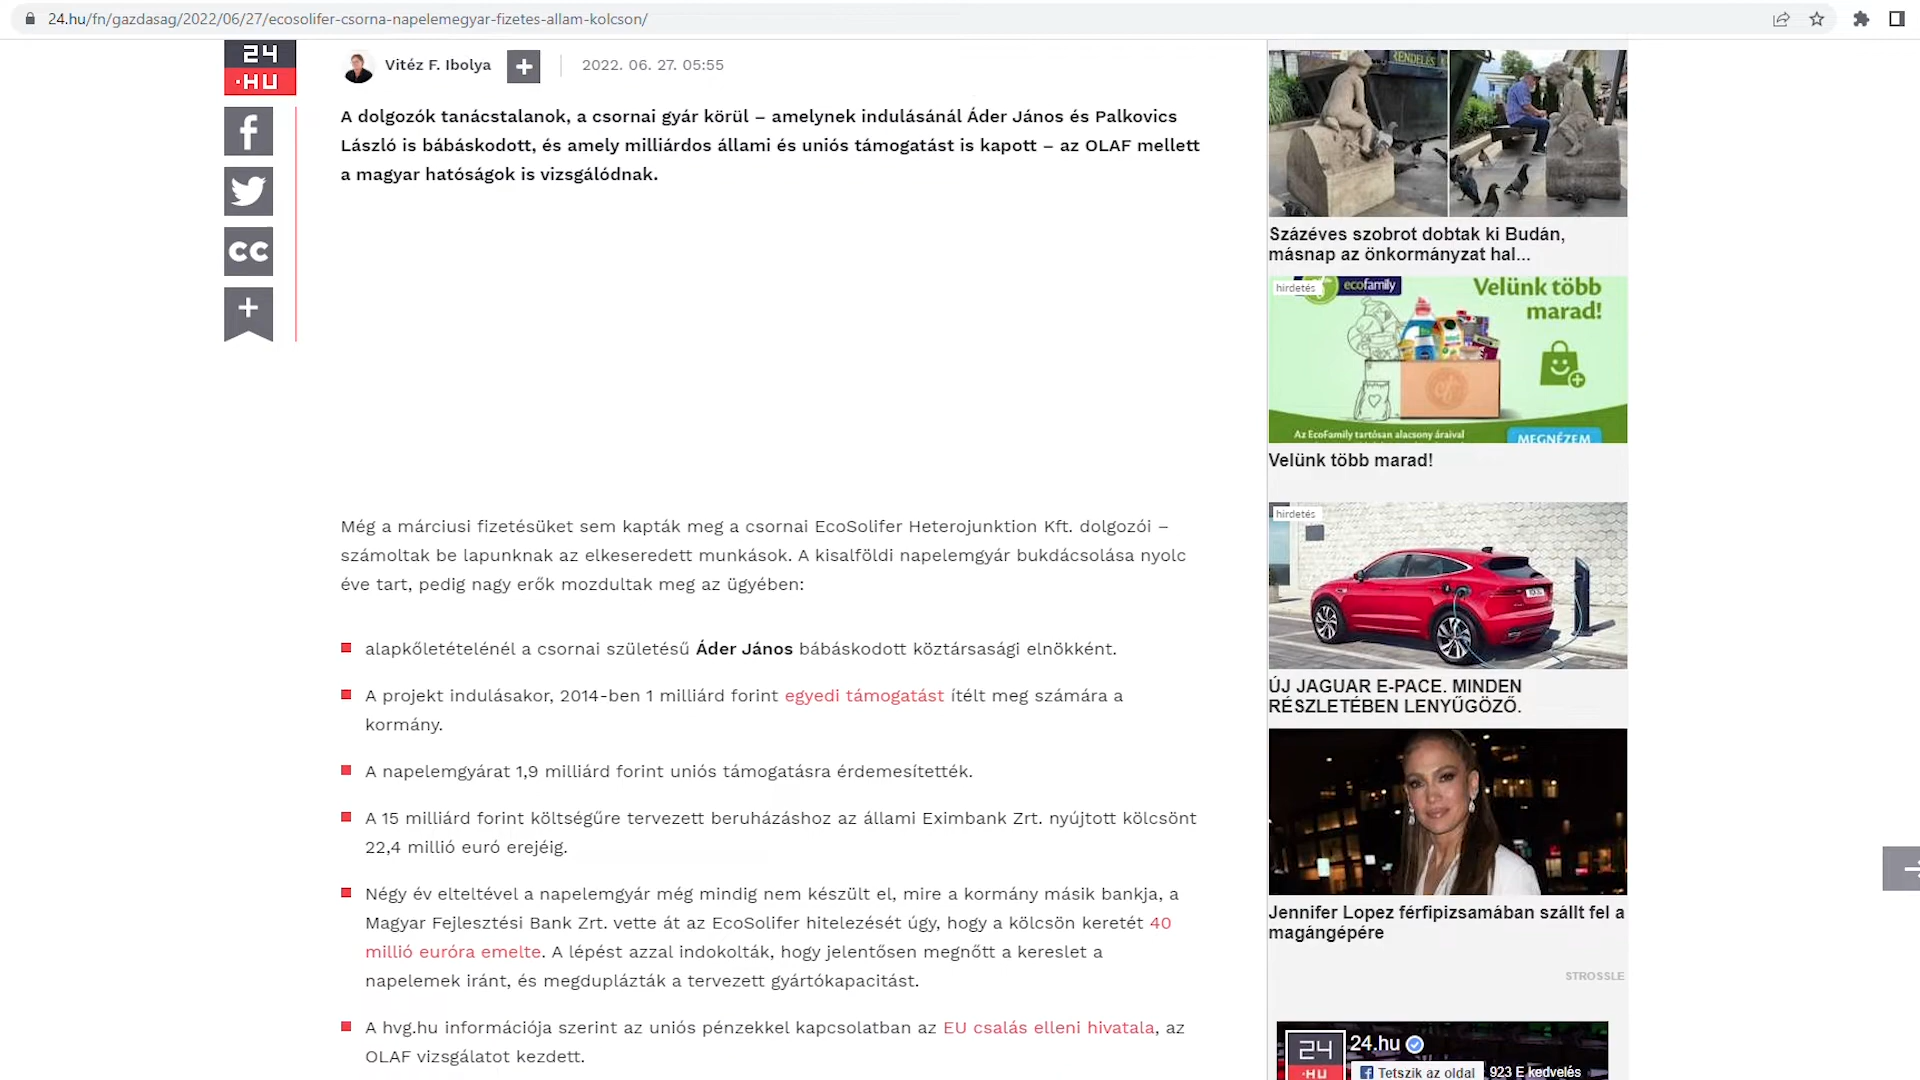 24.hu/fn/gazdasag/2022/06/27/ecosolifer-csorna-napelemegyar-fizetes-allam-kolcson/
24
.HU
Vitéz F. Ibolya
2022. 06. 27. 05:55
A dolgozók tanácstalanok, a csornai gyár körül – amelynek indulásánál Áder János és Palkovics
László is bábáskodott, és amely milliárdos állami és uniós támogatást is kapott – az OLAF mellett
a magyar hatóságok is vizsgálódnak.
cc
Még a márciusi fizetésüket sem kapták meg a csornai EcoSolifer Heterojunktion Kft. dolgozói –
számoltak be lapunknak az elkeseredett munkások. A kisalföldi napelemgyár bukdácsolása nyolc
éve tart, pedig nagy erők mozdultak meg az ügyében:
alapkőletételénél a csornai születésű Áder János bábáskodott köztársasági elnökként.
A projekt indulásakor, 2014-ben 1 milliárd forint egyedi támogatást ítélt meg számára a
kormány.
A napelemgyárat 1,9 milliárd forint uniós támogatásra érdemesítették.
A 15 milliárd forint költségűre tervezett beruházáshoz az állami Eximbank Zrt. nyújtott kölcsönt
22,4 millió euró erejéig.
Négy év elteltével a napelemgyár még mindig nem készült el, mire a kormány másik bankja, a
Magyar Fejlesztési Bank Zrt. vette át az EcoSolifer hitelezését úgy, hogy a kölcsön keretét 40
millió euróra emelte. A lépést azzal indokolták, hogy jelentősen megnőtt a kereslet a
napelemek iránt, és megduplázták a tervezett gyártókapacitást.
A hvg.hu információja szerint az uniós pénzekkel kapcsolatban az EU csalás elleni hivatala, az
OLAF vizsgálatot kezdett.
RENDELÉS
Százéves szobrot dobtak ki Budán,
másnap az önkormányzat hal...
hirdetés
ecofamily
Velünk több
marad!
Az EcoFamily tartósan alacsony áraival
MEGNÉZEM
Velünk több marad!
hirdetés
ÚJ JAGUAR E-PACE. MINDEN
RÉSZLETÉBEN LENYŰGÖZŐ.
Jennifer Lopez férfipizsamában szállt fel a
magángépére
STROSSLE
24
.HU
24.hu
Tetszik az oldal
923 E kedvelés